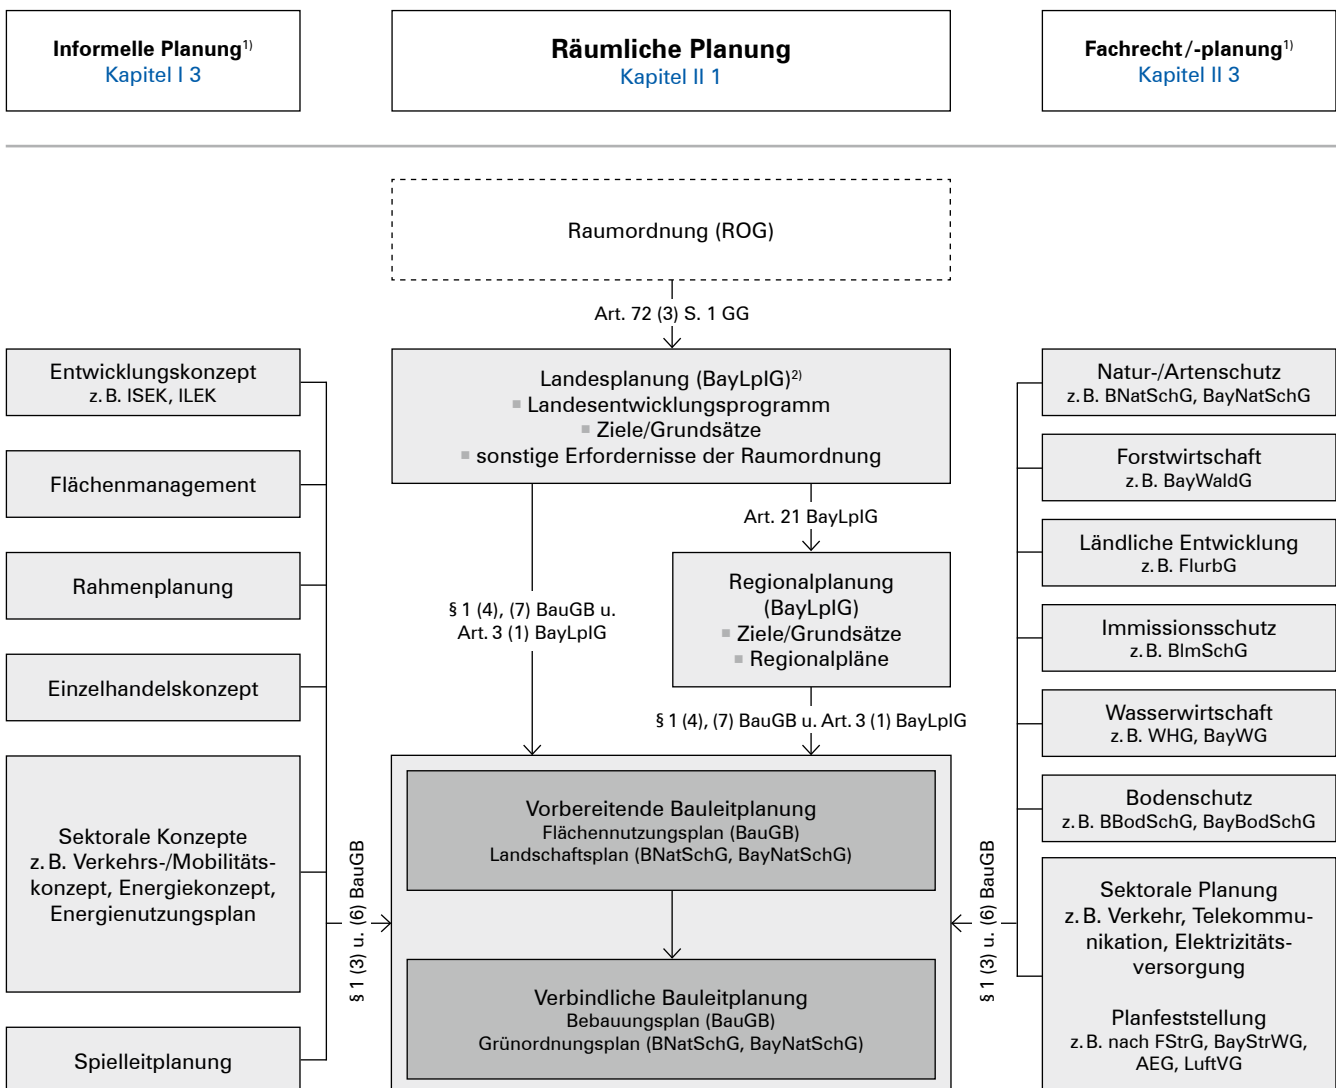 Informelle Planung¹⁾
Kapitel I 3
Räumliche Planung
Kapitel II 1
Fachrecht/-planung¹⁾
Kapitel II 3
Raumordnung (ROG)
Art. 72 (3) S. 1 GG
Landesplanung (BayLplG)²⁾
▪ Landesentwicklungsprogramm
▪ Ziele/Grundsätze
▪ sonstige Erfordernisse der Raumordnung
Art. 21 BayLplG
Regionalplanung
(BayLplG)
▪ Ziele/Grundsätze
▪ Regionalpläne
§ 1 (4), (7) BauGB u.
Art. 3 (1) BayLplG
§ 1 (4), (7) BauGB u. Art. 3 (1) BayLplG
Vorbereitende Bauleitplanung
Flächennutzungsplan (BauGB)
Landschaftsplan (BNatSchG, BayNatSchG)
Verbindliche Bauleitplanung
Bebauungsplan (BauGB)
Grünordnungsplan (BNatSchG, BayNatSchG)
Entwicklungskonzept
z. B. ISEK, ILEK
Flächenmanagement
Rahmenplanung
Einzelhandelskonzept
Sektorale Konzepte
z. B. Verkehrs-/Mobilitäts-
konzept, Energiekonzept,
Energienutzungsplan
Spielleitplanung
§ 1 (3) u. (6) BauGB
Natur-/Artenschutz
z. B. BNatSchG, BayNatSchG
Forstwirtschaft
z. B. BayWaldG
Ländliche Entwicklung
z. B. FlurbG
Immissionsschutz
z. B. BImSchG
Wasserwirtschaft
z. B. WHG, BayWG
Bodenschutz
z. B. BBodSchG, BayBodSchG
Sektorale Planung
z. B. Verkehr, Telekommu-
nikation, Elektrizitäts-
versorgung
Planfeststellung
z. B. nach FStrG, BayStrWG,
AEG, LuftVG
§ 1 (3) u. (6) BauGB